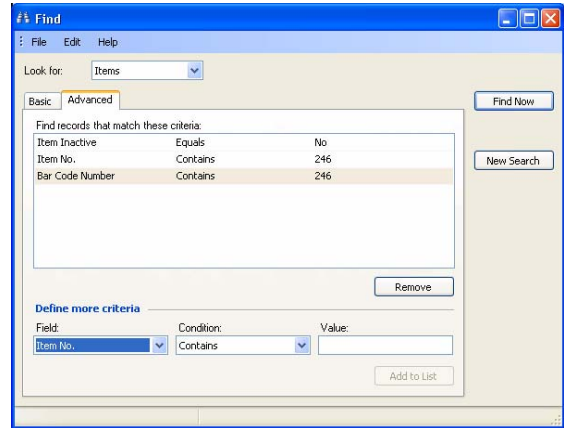 Find
File Edit Help
Look for: Items
Basic Advanced
Find Now
Find records that match these criteria:
Item Inactive Equals No
Item No. Contains 246
New Search
Bar Code Number Contains 246
Remove
Define more criteria
Field: Condition: Value:
Item No. Contains
Add to List